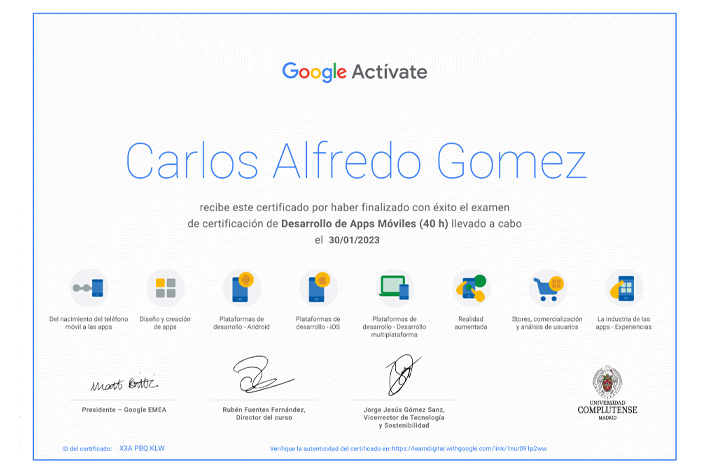 Google Actívate
Carlos Alfredo Gomez
recibe este certificado por haber finalizado con éxito el examen
de certificación de Desarrollo de Apps Móviles (40 h) llevado a cabo
el 30/01/2023
Del nacimiento del teléfono
móvil a las apps
Diseño y creación
de apps
Plataformas de
desarrollo - Android
Plataformas de
desarrollo - iOS
Plataformas de
desarrollo - Desarrollo
multiplataforma
Realidad
aumentada
Stores, comercialización
y análisis de usuarios
La industria de las
apps - Experiencias
Matt Brittin
Presidente – Google EMEA
Rubén Fuentes Fernández,
Director del curso
Jorge Jesús Gómez Sanz,
Vicerrector de Tecnología
y Sostenibilidad
UNIVERSIDAD
COMPLUTENSE
MADRID
ID del certificado: X3A PBQ KLW
Verifique la autenticidad del certificado en:https://learndigital.withgoogle.com/link/1nur091p2ww